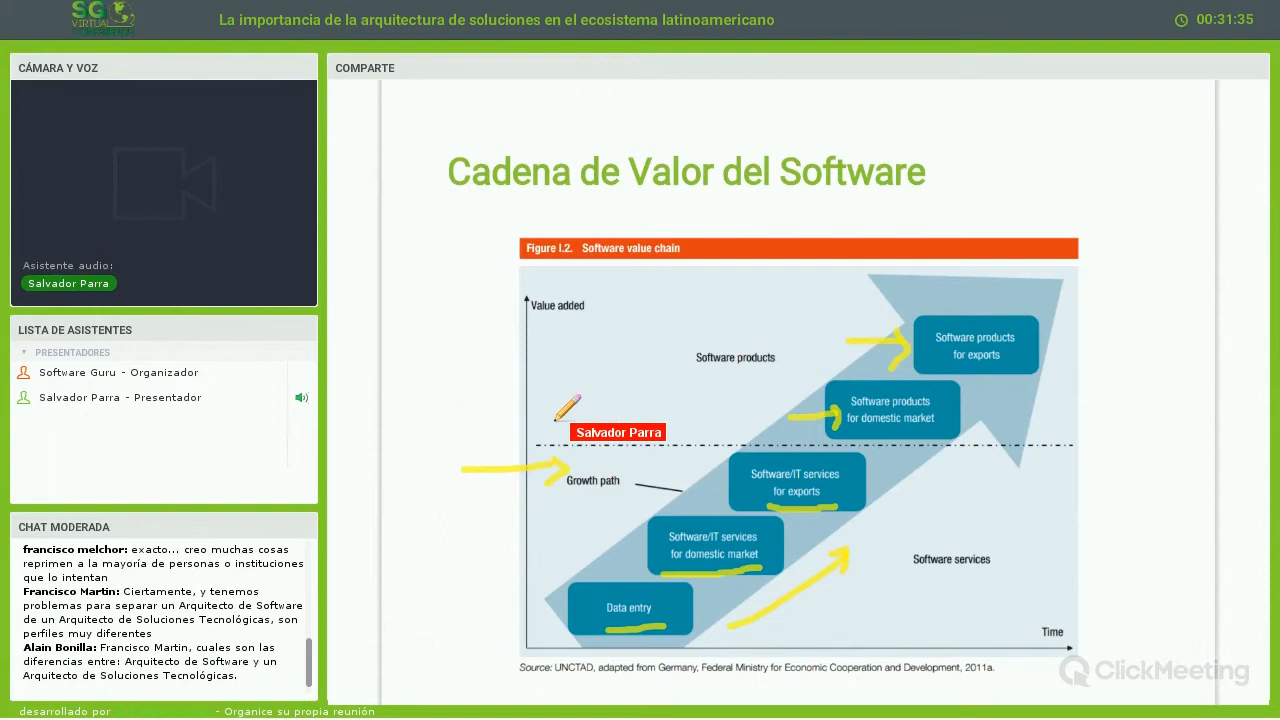 SG
VIRTUAL
La importancia de la arquitectura de soluciones en el ecosistema latinoamericano
00:31:35
CÁMARA Y VOZ
Asistente audio:
Salvador Parra
LISTA DE ASISTENTES
PRESENTADORES
Software Guru - Organizador
Salvador Parra - Presentador
CHAT MODERADA
francisco melchor: exacto... creo muchas cosas
reprimen a la mayoría de personas o instituciones
que lo intentan
Francisco Martin: Ciertamente, y tenemos
problemas para separar un Arquitecto de Software
de un Arquitecto de Soluciones Tecnológicas, son
perfiles muy diferentes
Alain Bonilla: Francisco Martin, cuales son las
diferencias entre: Arquitecto de Software y un
Arquitecto de Soluciones Tecnológicas.
desarrollado por
- Organice su propia reunión
COMPARTE
Cadena de Valor del Software
Figure I.2. Software value chain
Value added
Software products
for exports
Software products
Software products
for domestic market
Salvador Parra
Software/IT services
for exports
Growth path
Software/IT services
for domestic market
Software services
Data entry
Time
Source: UNCTAD, adapted from Germany, Federal Ministry for Economic Cooperation and Development, 2011a.
ClickMeeting